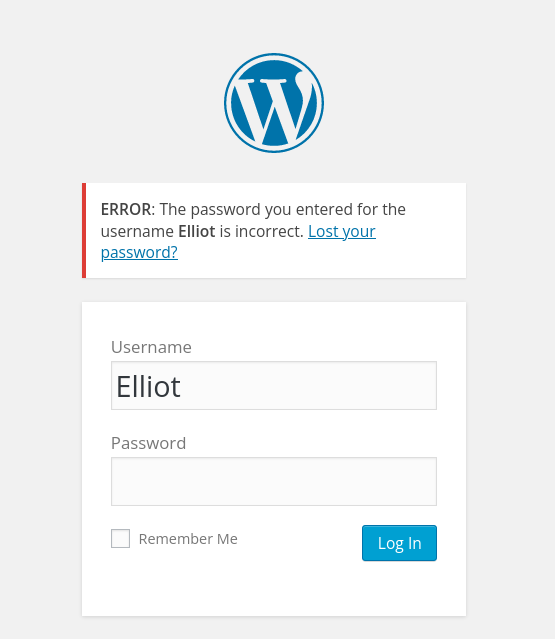 ERROR: The password you entered for the
username Elliot is incorrect. Lost your
password?
Username
Elliot
Password
Remember Me
Log In